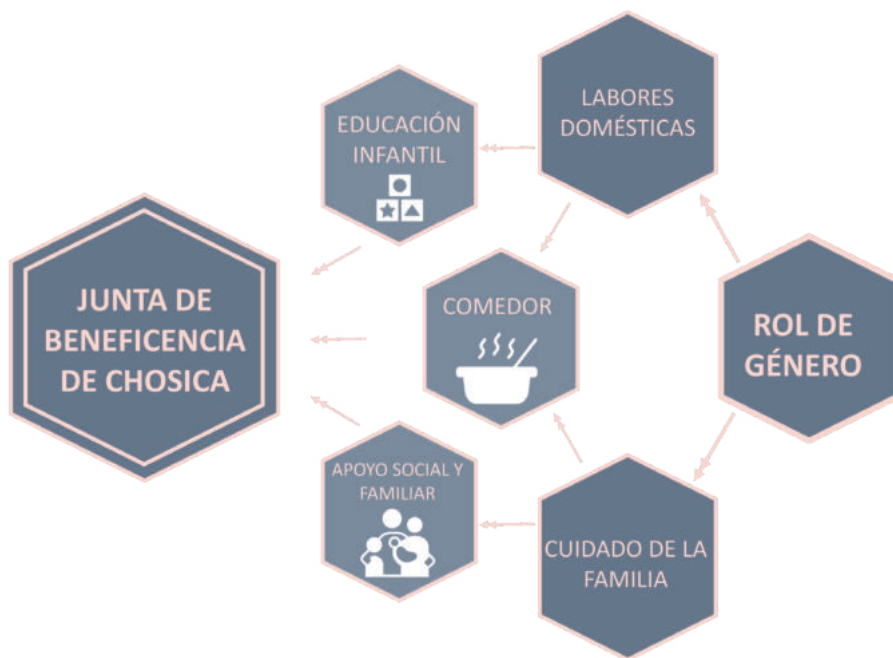 LABORES
DOMÉSTICAS
EDUCACIÓN
INFANTIL
JUNTA DE
BENEFICENCIA
DE CHOSICA
COMEDOR
ROL DE
GÉNERO
APOYO SOCIAL Y
FAMILIAR
CUIDADO DE LA
FAMILIA